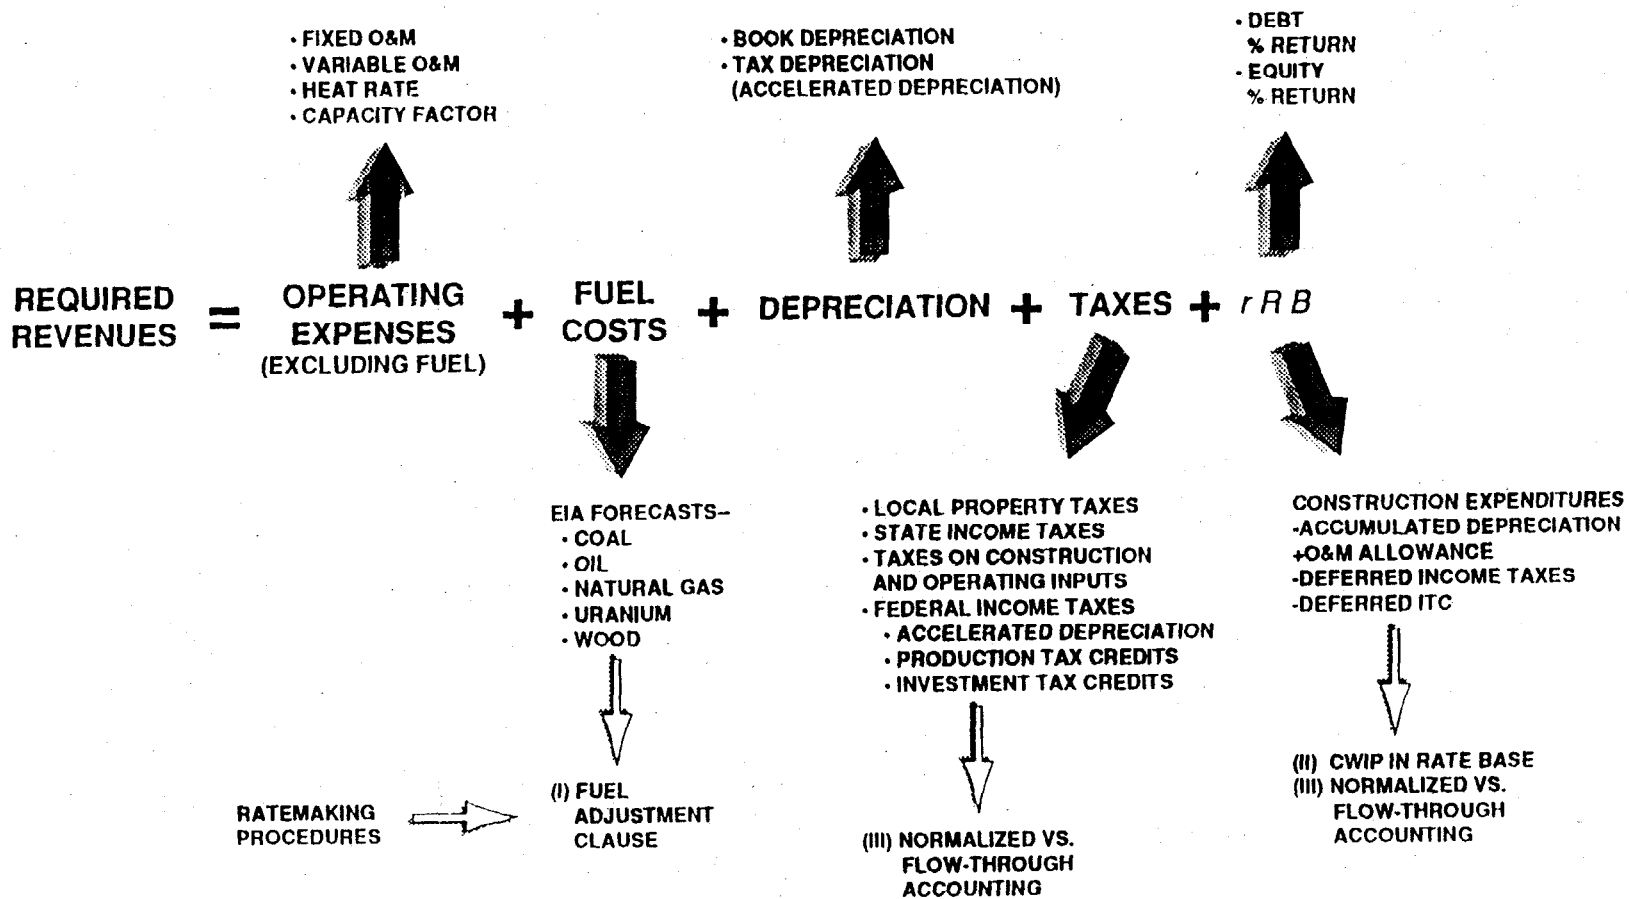 • FIXED O&M
• VARIABLE O&M
• HEAT RATE
• CAPACITY FACTOR
• BOOK DEPRECIATION
• TAX DEPRECIATION
(ACCELERATED DEPRECIATION)
• DEBT
% RETURN
• EQUITY
% RETURN
REQUIRED
REVENUES
=
OPERATING
EXPENSES
(EXCLUDING FUEL)
+
FUEL
COSTS
+
DEPRECIATION
+
TAXES
+
rRB
EIA FORECASTS–
• COAL
• OIL
• NATURAL GAS
• URANIUM
• WOOD
• LOCAL PROPERTY TAXES
• STATE INCOME TAXES
• TAXES ON CONSTRUCTION
AND OPERATING INPUTS
• FEDERAL INCOME TAXES
• ACCELERATED DEPRECIATION
• PRODUCTION TAX CREDITS
• INVESTMENT TAX CREDITS
CONSTRUCTION EXPENDITURES
-ACCUMULATED DEPRECIATION
+O&M ALLOWANCE
-DEFERRED INCOME TAXES
-DEFERRED ITC
RATEMAKING
PROCEDURES
(I) FUEL
ADJUSTMENT
CLAUSE
(III) NORMALIZED VS.
FLOW-THROUGH
ACCOUNTING
(II) CWIP IN RATE BASE
(III) NORMALIZED VS.
FLOW-THROUGH
ACCOUNTING